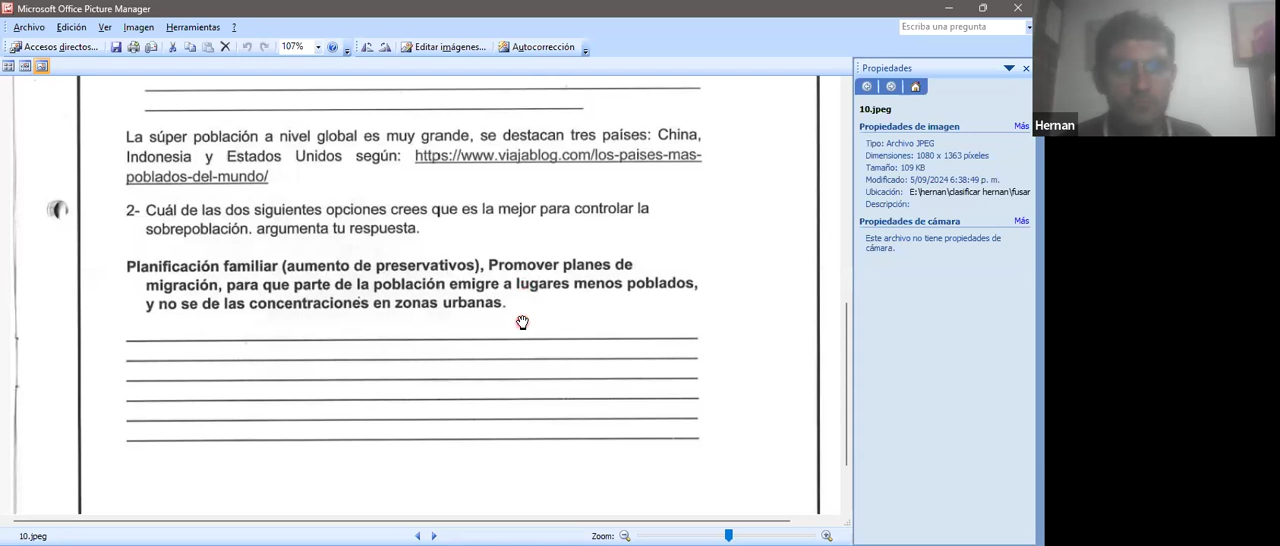 Microsoft Office Picture Manager
Archivo Edición Ver Imagen Herramientas ?
Escriba una pregunta
Accesos directos... 107% Editar imágenes... Autocorrección
Propiedades
10.jpeg
Propiedades de imagen Más
Tipo: Archivo JPEG
Dimensiones: 1080 x 1363 píxeles
Tamaño: 109 KB
Modificado: 5/09/2024 6:38:49 p. m.
Ubicación: E:\hernan\clasificar hernan\fusar
Descripción:
Propiedades de cámara Más
Este archivo no tiene propiedades de
cámara.
Hernan
La súper población a nivel global es muy grande, se destacan tres países: China,
Indonesia y Estados Unidos según: https://www.viajablog.com/los-paises-mas-
poblados-del-mundo/
2- Cuál de las dos siguientes opciones crees que es la mejor para controlar la
sobrepoblación. argumenta tu respuesta.
Planificación familiar (aumento de preservativos), Promover planes de
migración, para que parte de la población emigre a lugares menos poblados,
y no se de las concentraciones en zonas urbanas.
10.jpeg
Zoom: